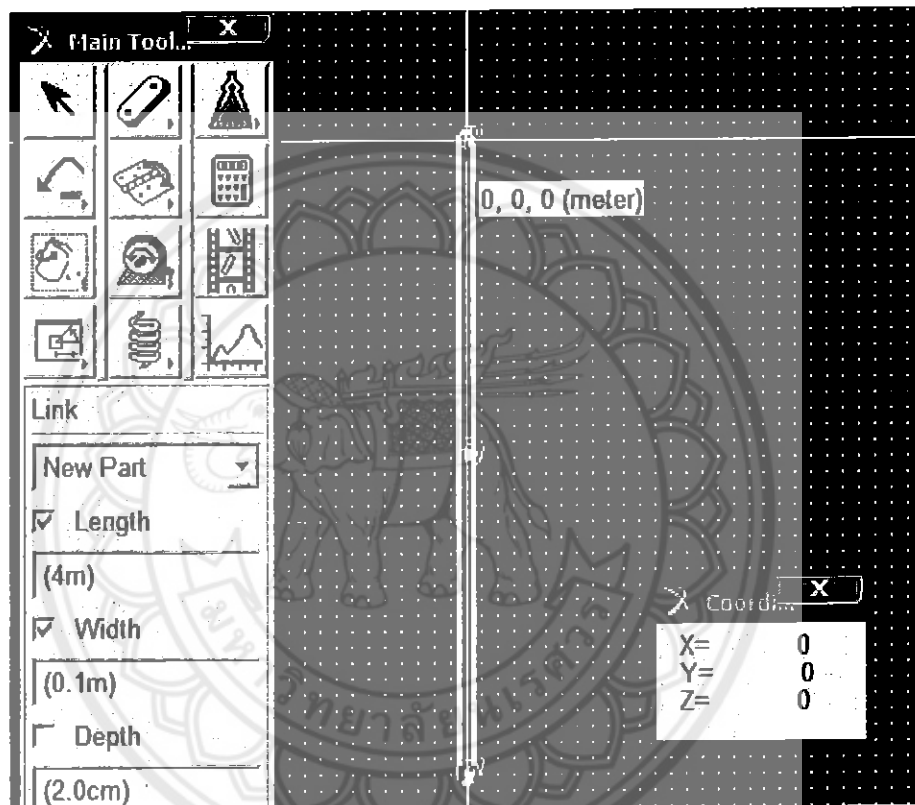 Main Tool...
X
0, 0, 0 (meter)
Link
New Part
Length
(4m)
Width
(0.1m)
Depth
(2.0cm)
Coordi...
X
X= 0
Y= 0
Z= 0